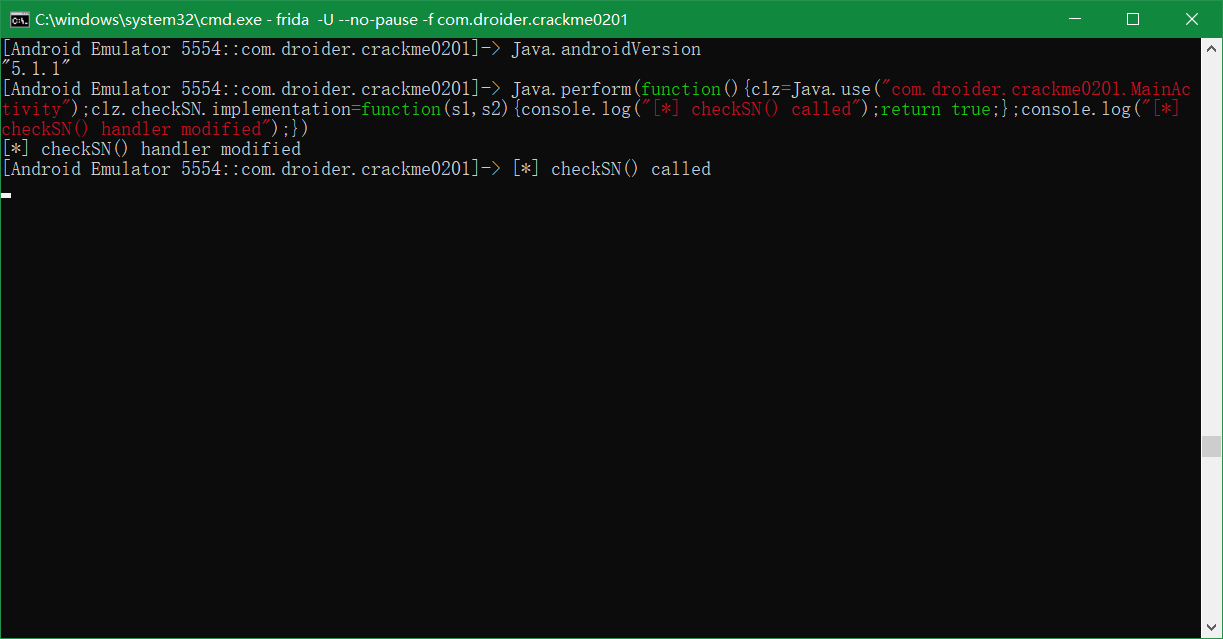 C:\windows\system32\cmd.exe - frida  -U --no-pause -f com.droider.crackme0201
[Android Emulator 5554::com.droider.crackme0201]-> Java.androidVersion
"5.1.1"
[Android Emulator 5554::com.droider.crackme0201]-> Java.perform(function(){clz=Java.use("com.droider.crackme0201.MainAc
tivity");clz.checkSN.implementation=function(s1,s2){console.log("[*] checkSN() called");return true;};console.log("[*] 
checkSN() handler modified");})
[*] checkSN() handler modified
[Android Emulator 5554::com.droider.crackme0201]-> [*] checkSN() called